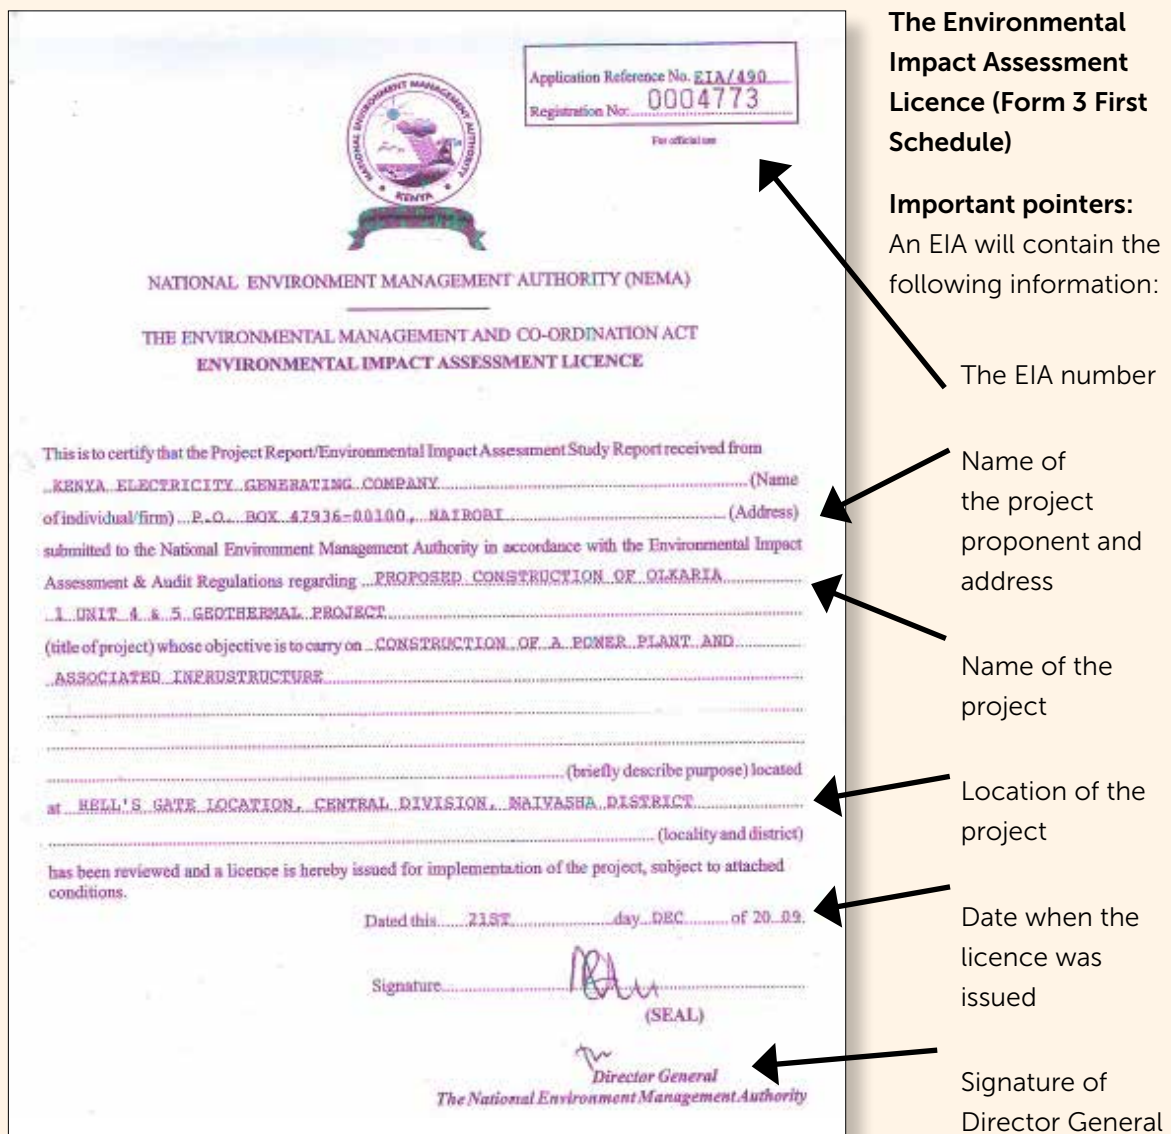 Application Reference No. EIA/490
Registration No: 0004773
For official use
NATIONAL ENVIRONMENT MANAGEMENT AUTHORITY
KENYA
NATIONAL ENVIRONMENT MANAGEMENT AUTHORITY (NEMA)
THE ENVIRONMENTAL MANAGEMENT AND CO-ORDINATION ACT
ENVIRONMENTAL IMPACT ASSESSMENT LICENCE
This is to certify that the Project Report/Environmental Impact Assessment Study Report received from
KENYA ELECTRICITY GENERATING COMPANY (Name
of individual/firm) P.O. BOX 47936-00100, NAIROBI (Address)
submitted to the National Environment Management Authority in accordance with the Environmental Impact
Assessment & Audit Regulations regarding PROPOSED CONSTRUCTION OF OLKARIA
1 UNIT 4 & 5 GEOTHERMAL PROJECT
(title of project) whose objective is to carry on CONSTRUCTION OF A POWER PLANT AND
ASSOCIATED INFRUSTRUCTURE
(briefly describe purpose) located
at HELL'S GATE LOCATION, CENTRAL DIVISION, NAIVASHA DISTRICT
(locality and district)
has been reviewed and a licence is hereby issued for implementation of the project, subject to attached
conditions.
Dated this 21ST day DEC of 20 09.
Signature
(SEAL)
Director General
The National Environment Management Authority
The Environmental
Impact Assessment
Licence (Form 3 First
Schedule)
Important pointers:
An EIA will contain the
following information:
The EIA number
Name of
the project
proponent and
address
Name of the
project
Location of the
project
Date when the
licence was
issued
Signature of
Director General